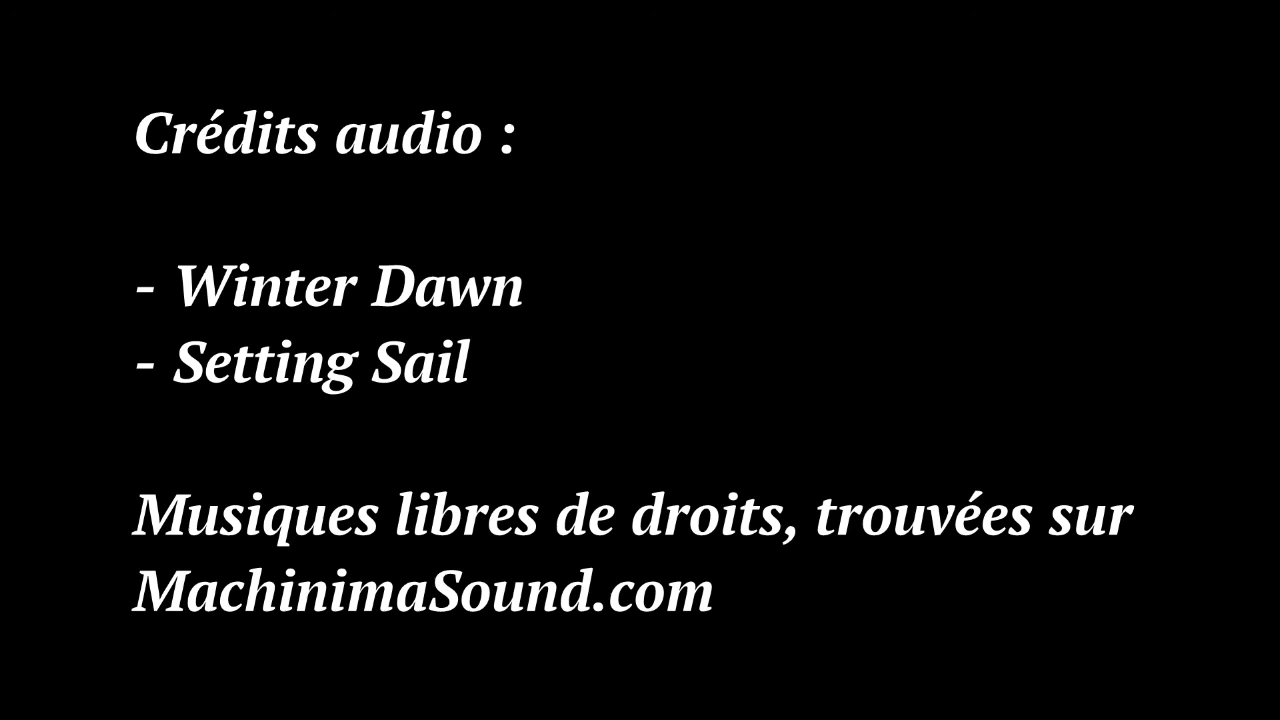 Crédits audio :
- Winter Dawn
- Setting Sail
Musiques libres de droits, trouvées sur
MachinimaSound.com